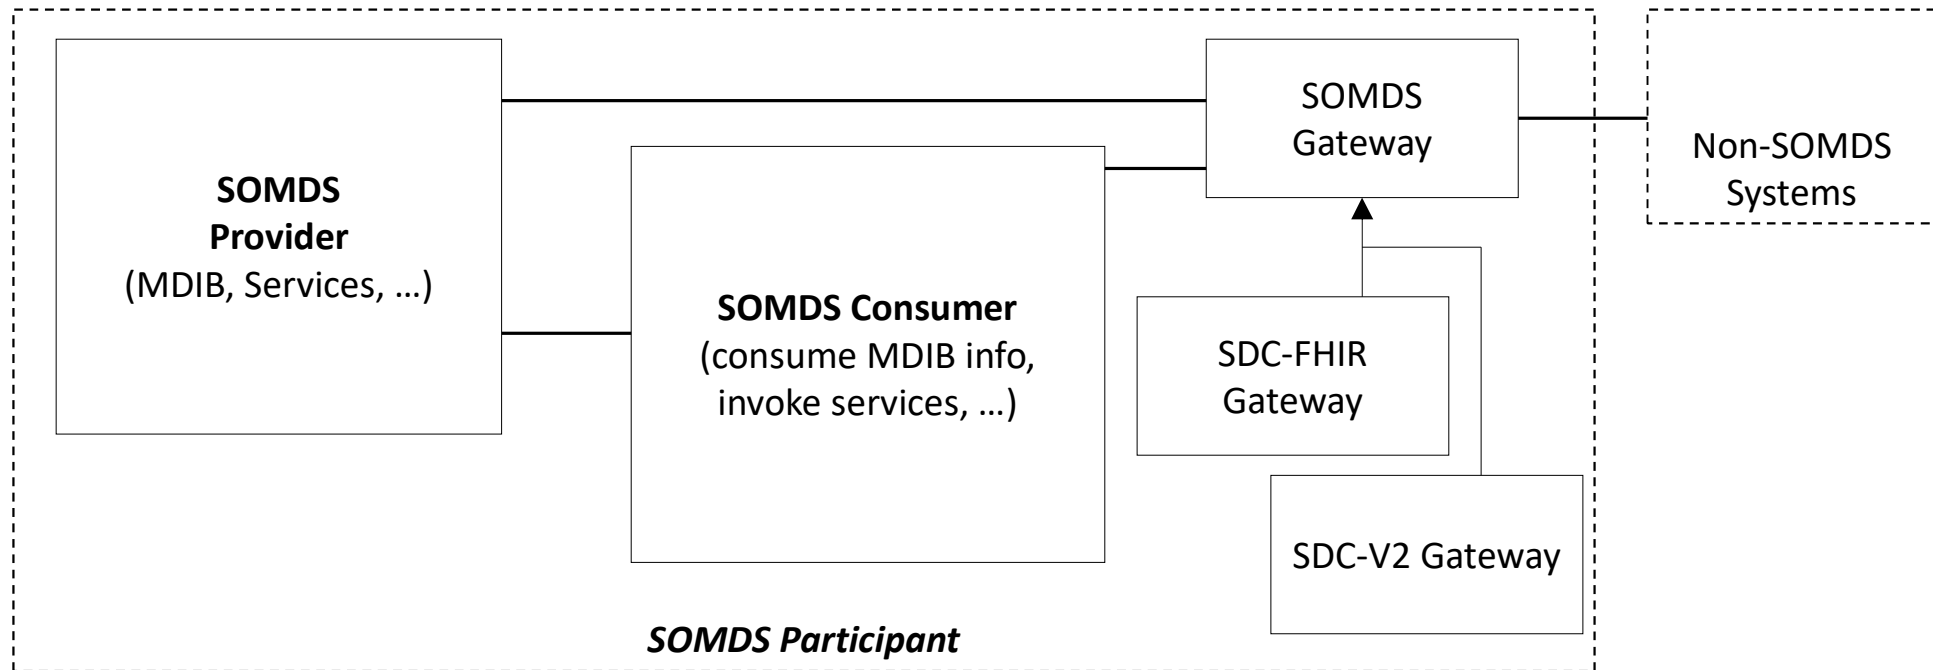 SOMDS
Provider
(MDIB, Services, …)
SOMDS Consumer
(consume MDIB info,
invoke services, …)
SOMDS
Gateway
SDC-FHIR
Gateway
SDC-V2 Gateway
Non-SOMDS
Systems
SOMDS Participant